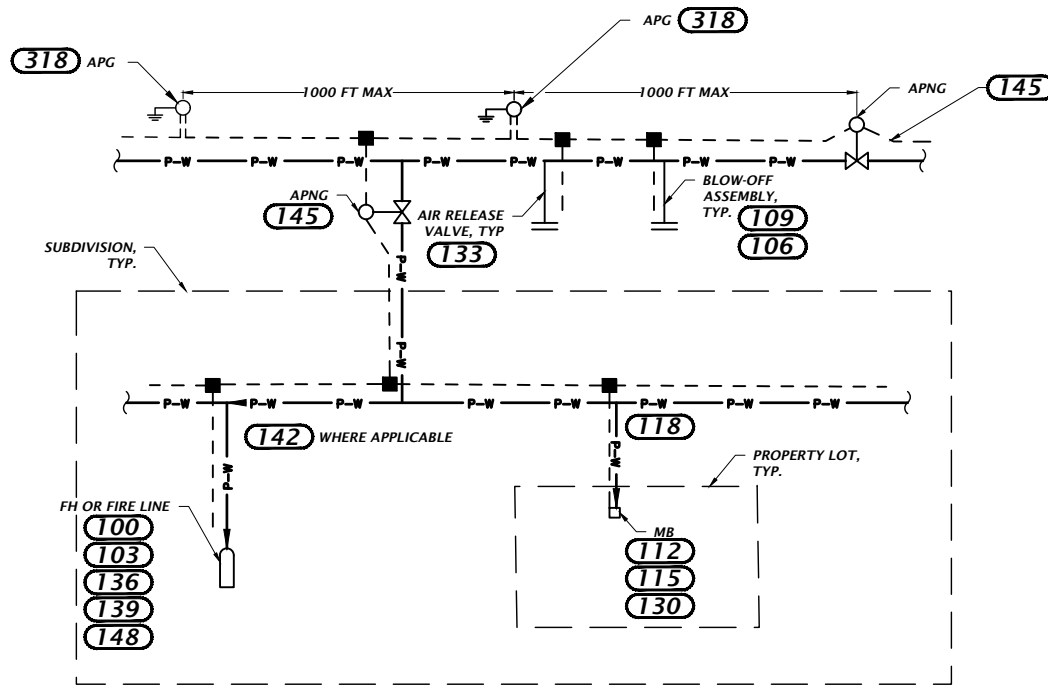 APG 318
318 APG
1000 FT MAX 1000 FT MAX
APNG 145
P-W P-W P-W P-W P-W P-W P-W
APNG
145
AIR RELEASE
VALVE, TYP
133
BLOW-OFF
ASSEMBLY,
TYP.
109
106
SUBDIVISION,
TYP.
P-W
P-W
P-W P-W P-W P-W P-W P-W P-W P-W
142 WHERE APPLICABLE
118
P-W
P-W
PROPERTY LOT,
TYP.
FH OR FIRE LINE
100
103
136
139
148
MB
112
115
130